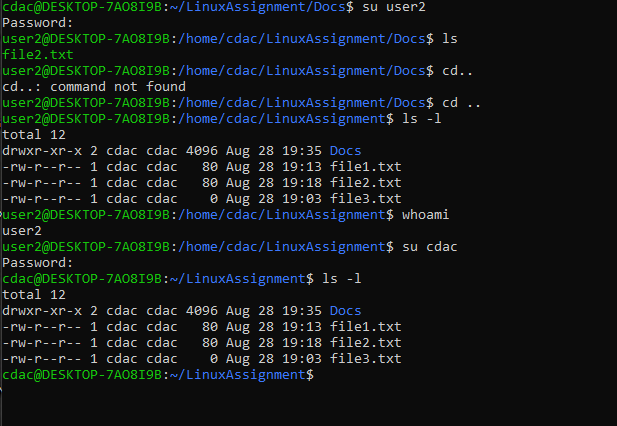 cdac@DESKTOP-7AO8I9B:~/LinuxAssignment/Docs$ su user2
Password:
user2@DESKTOP-7AO8I9B:/home/cdac/LinuxAssignment/Docs$ ls
file2.txt
user2@DESKTOP-7AO8I9B:/home/cdac/LinuxAssignment/Docs$ cd..
cd..: command not found
user2@DESKTOP-7AO8I9B:/home/cdac/LinuxAssignment/Docs$ cd ..
user2@DESKTOP-7AO8I9B:/home/cdac/LinuxAssignment$ ls -l
total 12
drwxr-xr-x 2 cdac cdac 4096 Aug 28 19:35 Docs
-rw-r--r-- 1 cdac cdac   80 Aug 28 19:13 file1.txt
-rw-r--r-- 1 cdac cdac   80 Aug 28 19:18 file2.txt
-rw-r--r-- 1 cdac cdac    0 Aug 28 19:03 file3.txt
user2@DESKTOP-7AO8I9B:/home/cdac/LinuxAssignment$ whoami
user2
user2@DESKTOP-7AO8I9B:/home/cdac/LinuxAssignment$ su cdac
Password:
cdac@DESKTOP-7AO8I9B:~/LinuxAssignment$ ls -l
total 12
drwxr-xr-x 2 cdac cdac 4096 Aug 28 19:35 Docs
-rw-r--r-- 1 cdac cdac   80 Aug 28 19:13 file1.txt
-rw-r--r-- 1 cdac cdac   80 Aug 28 19:18 file2.txt
-rw-r--r-- 1 cdac cdac    0 Aug 28 19:03 file3.txt
cdac@DESKTOP-7AO8I9B:~/LinuxAssignment$